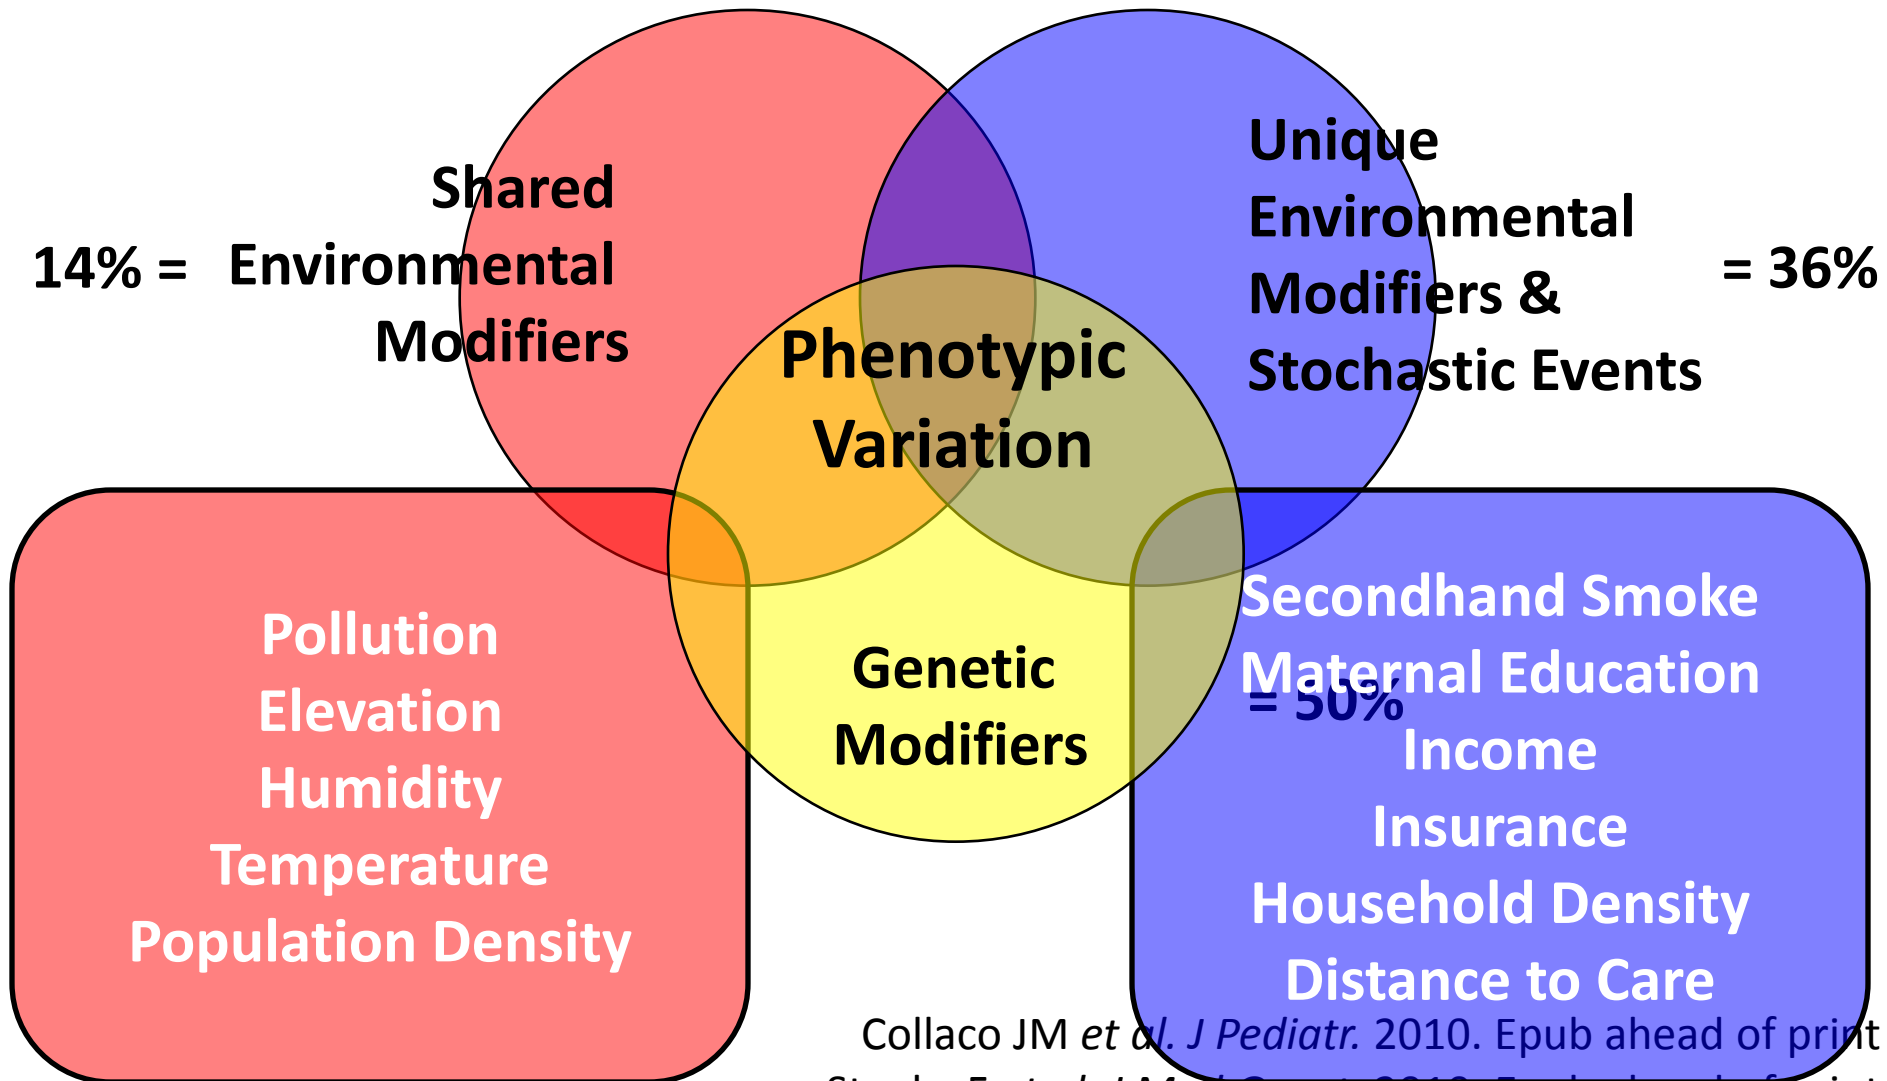 Shared
14% = Environmental
Modifiers
Unique
Environmental
Modifiers & = 36%
Stochastic Events
Phenotypic
Variation
Genetic
Modifiers
= 50%
Pollution
Elevation
Humidity
Temperature
Population Density
Secondhand Smoke
Maternal Education
Income
Insurance
Household Density
Distance to Care
Collaco JM et al. J Pediatr. 2010. Epub ahead of print